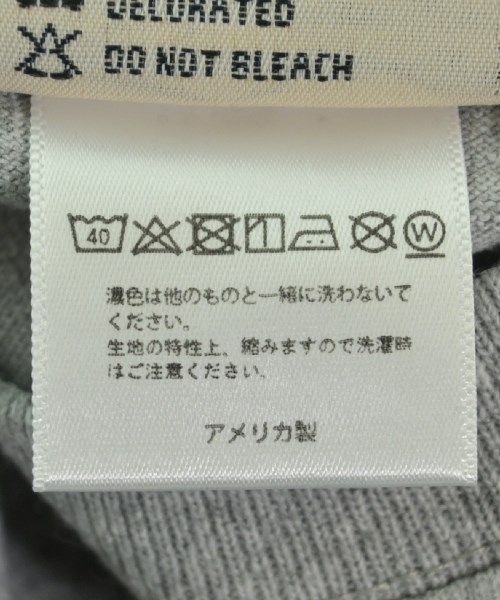 DECORATED
DO NOT BLEACH
40
W
濃色は他のものと一緒に洗わないで
ください。
生地の特性上、縮みますので洗濯時
はご注意ください。
アメリカ製